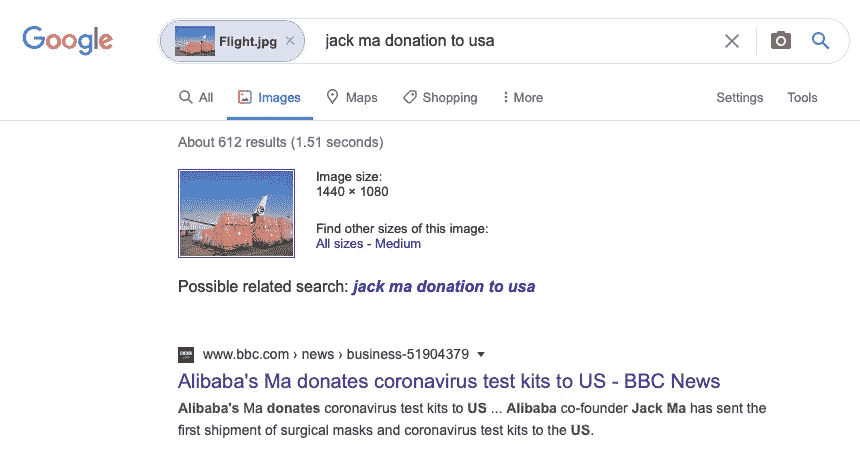 Google
Flight.jpg × jack ma donation to usa
All Images Maps Shopping More Settings Tools
About 612 results (1.51 seconds)
Image size:
1440 × 1080
Find other sizes of this image:
All sizes - Medium
Possible related search: jack ma donation to usa
www.bbc.com › news › business-51904379
Alibaba's Ma donates coronavirus test kits to US - BBC News
Alibaba's Ma donates coronavirus test kits to US ... Alibaba co-founder Jack Ma has sent the
first shipment of surgical masks and coronavirus test kits to the US.